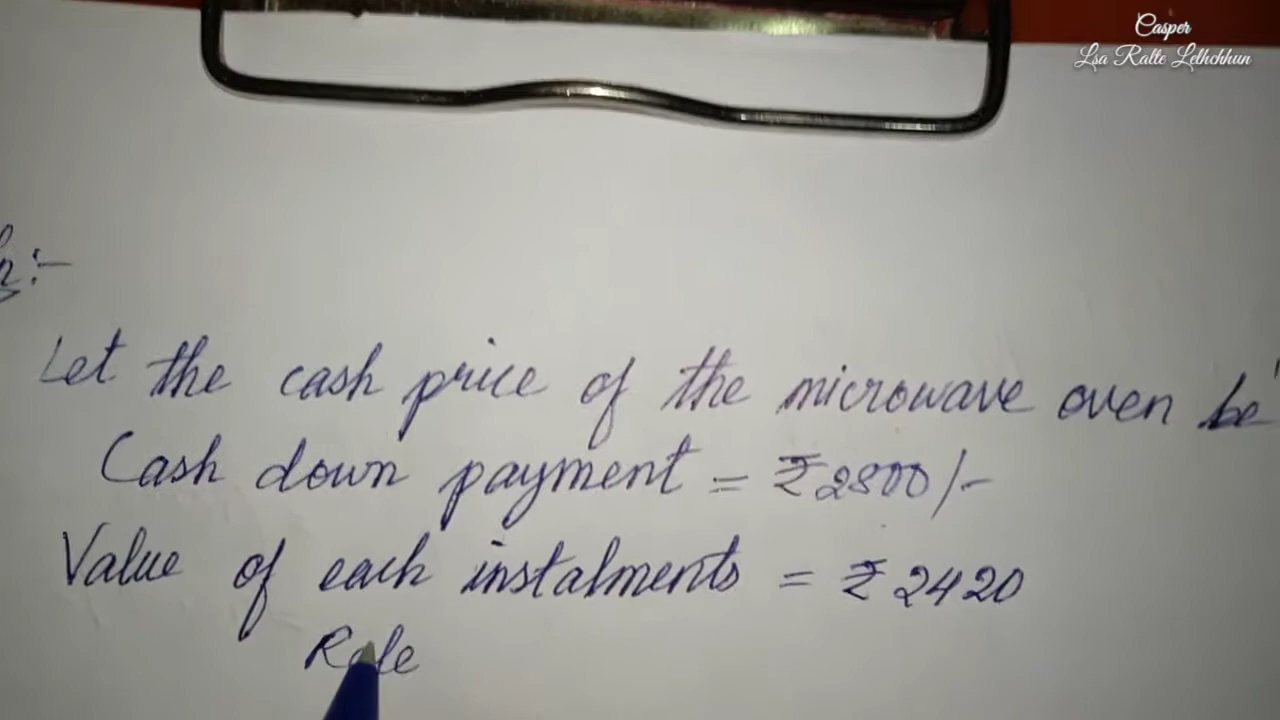 Casper
Lsa Ralte Lethchhun
Let the cash price of the microwave oven be
Cash down payment = ₹2800/-
Value of each instalments = ₹2420
Rate